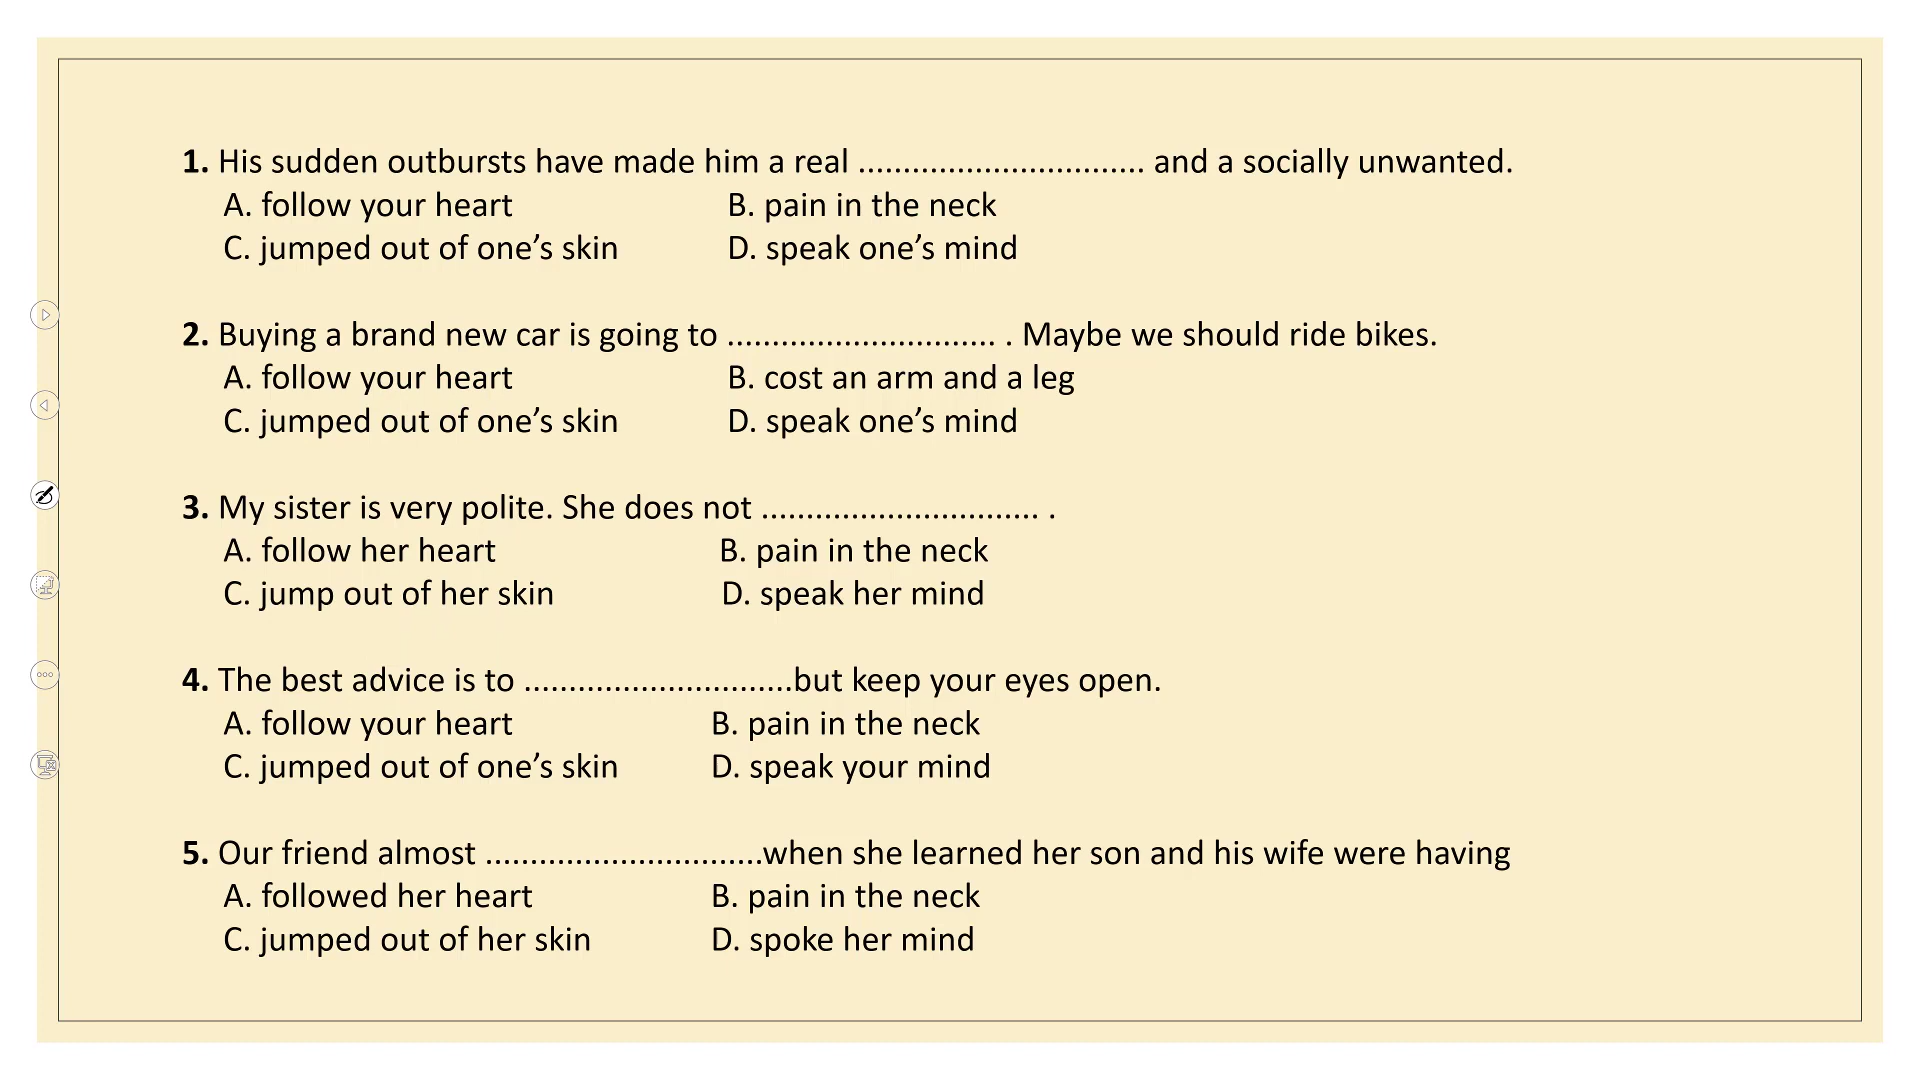 1. His sudden outbursts have made him a real ................................ and a socially unwanted.
A. follow your heart B. pain in the neck
C. jumped out of one’s skin D. speak one’s mind
2. Buying a brand new car is going to .............................. . Maybe we should ride bikes.
A. follow your heart B. cost an arm and a leg
C. jumped out of one’s skin D. speak one’s mind
3. My sister is very polite. She does not ............................... .
A. follow her heart B. pain in the neck
C. jump out of her skin D. speak her mind
4. The best advice is to ..............................but keep your eyes open.
A. follow your heart B. pain in the neck
C. jumped out of one’s skin D. speak your mind
5. Our friend almost ...............................when she learned her son and his wife were having
A. followed her heart B. pain in the neck
C. jumped out of her skin D. spoke her mind